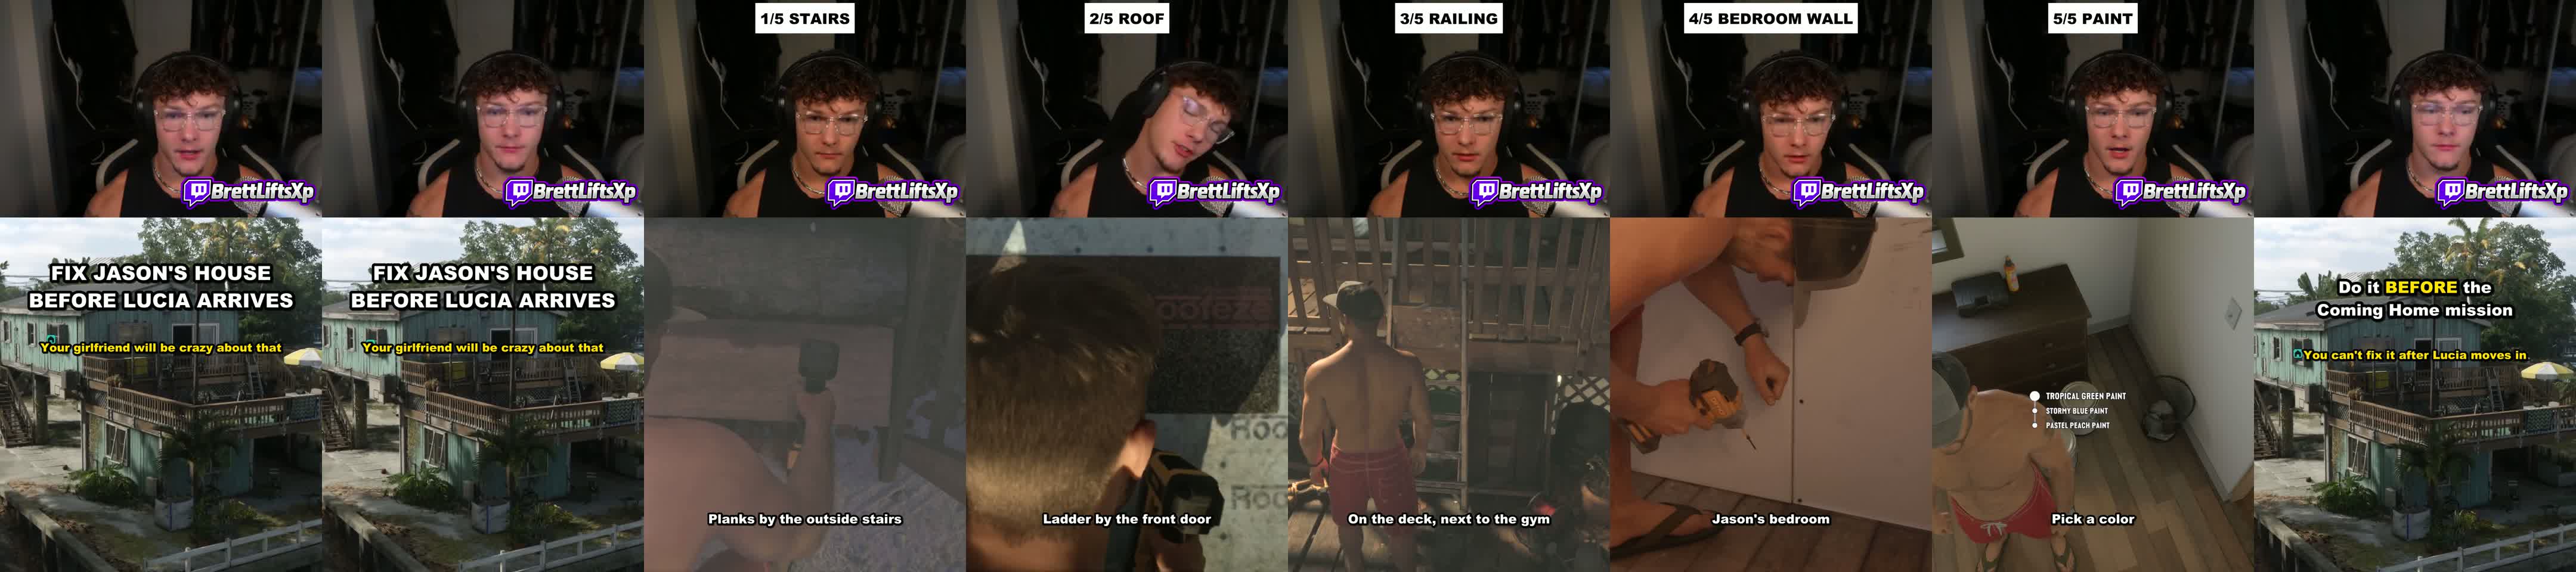 BrettLiftsXp
FIX JASON'S HOUSE
BEFORE LUCIA ARRIVES
Your girlfriend will be crazy about that
BrettLiftsXp
FIX JASON'S HOUSE
BEFORE LUCIA ARRIVES
Your girlfriend will be crazy about that
1/5 STAIRS
BrettLiftsXp
Planks by the outside stairs
2/5 ROOF
BrettLiftsXp
Ladder by the front door
3/5 RAILING
BrettLiftsXp
On the deck, next to the gym
4/5 BEDROOM WALL
BrettLiftsXp
Jason's bedroom
5/5 PAINT
BrettLiftsXp
TROPICAL GREEN PAINT
STORMY BLUE PAINT
PASTEL PEACH PAINT
Pick a color
BrettLiftsXp
Do it BEFORE the
Coming Home mission
You can't fix it after Lucia moves in